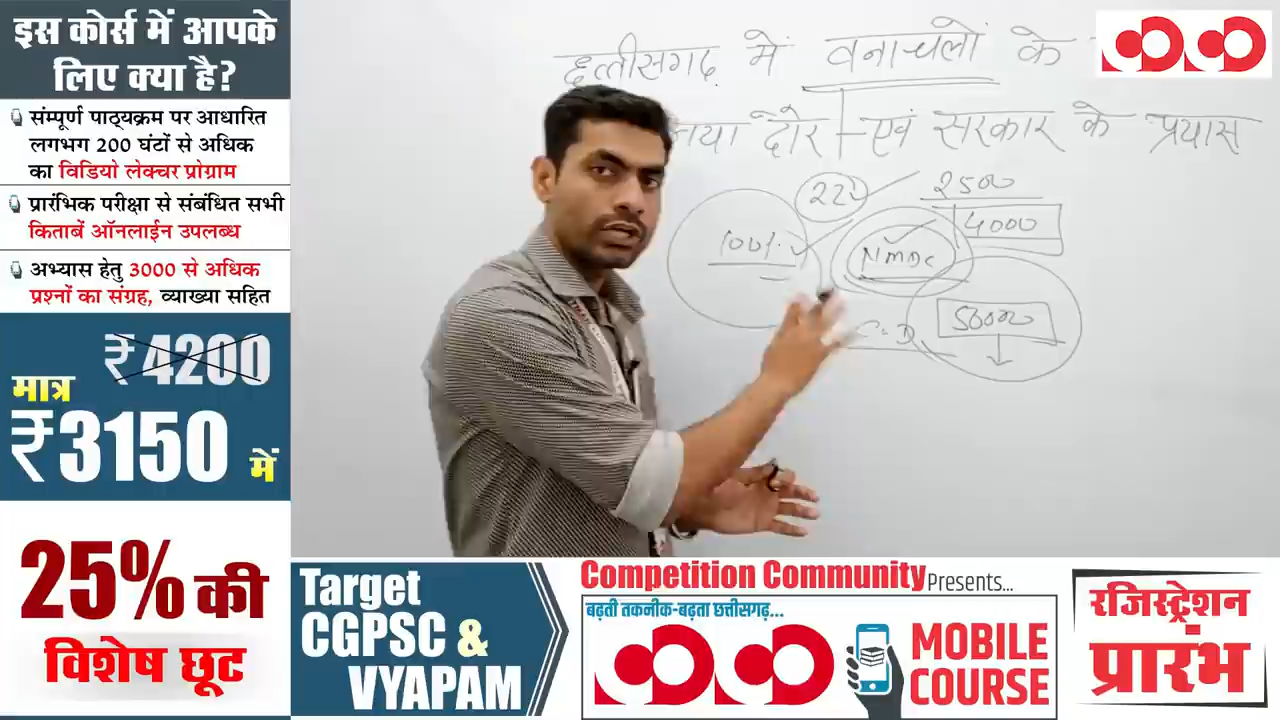 इस कोर्स में आपके
लिए क्या है?
संम्पूर्ण पाठ्यक्रम पर आधारित
लगभग 200 घंटों से अधिक
का विडियो लेक्चर प्रोग्राम
प्रारंभिक परीक्षा से संबंधित सभी
किताबें ऑनलाईन उपलब्ध
अभ्यास हेतु 3000 से अधिक
प्रश्नों का संग्रह, व्याख्या सहित
₹4200
मात्र
₹3150 में
25% की
विशेष छूट
छत्तीसगढ़ में वनाचलों के
नया दौर एवं सरकार के प्रयास
2500
4000
100%
NMDC
50000
Target
CGPSC &
VYAPAM
Competition Community Presents...
बढ़ती तकनीक-बढ़ता छत्तीसगढ़...
MOBILE
COURSE
रजिस्ट्रेशन
प्रारंभ